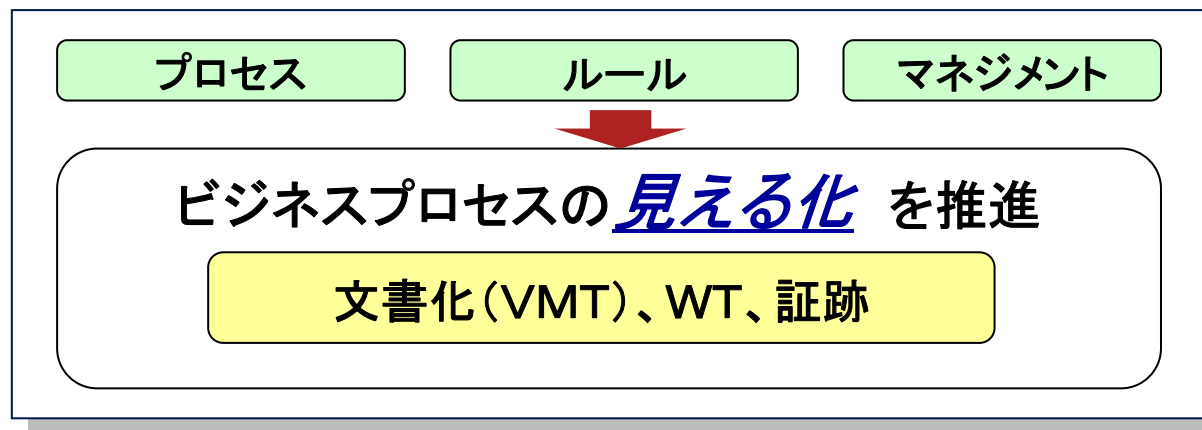 プロセス
ルール
マネジメント
ビジネスプロセスの見える化 を推進
文書化(VMT)、WT、証跡